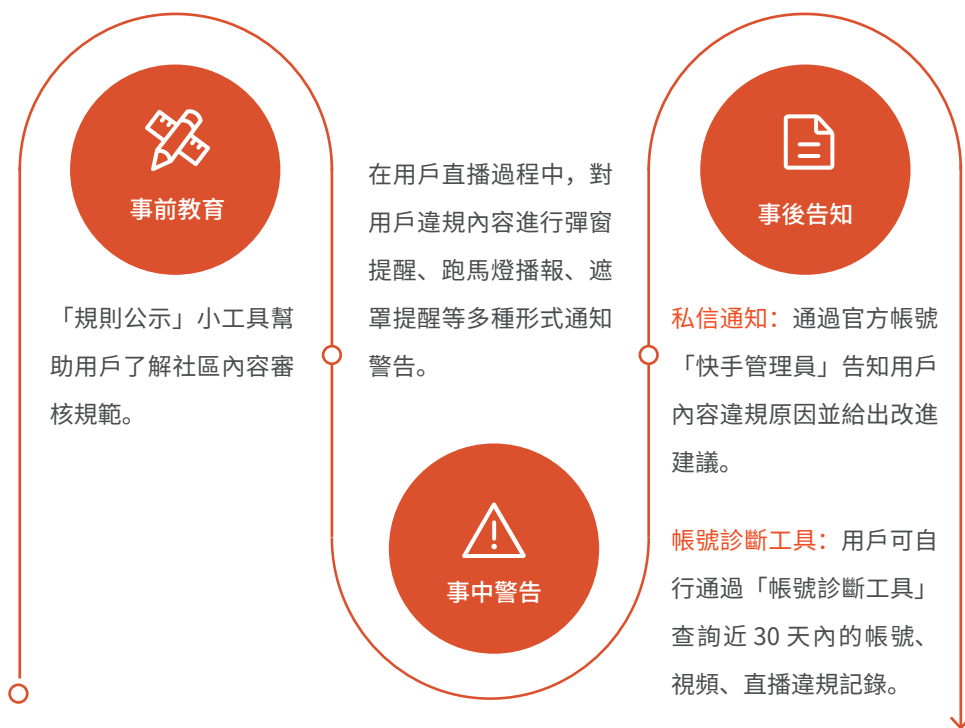 事前教育
「規則公示」小工具幫
助用戶了解社區內容審
核規範。
在用戶直播過程中，對
用戶違規內容進行彈窗
提醒、跑馬燈播報、遮
罩提醒等多種形式通知
警告。
事中警告
事後告知
私信通知：通過官方帳號
「快手管理員」告知用戶
內容違規原因並給出改進
建議。
帳號診斷工具：用戶可自
行通過「帳號診斷工具」
查詢近 30 天內的帳號、
視頻、直播違規記錄。